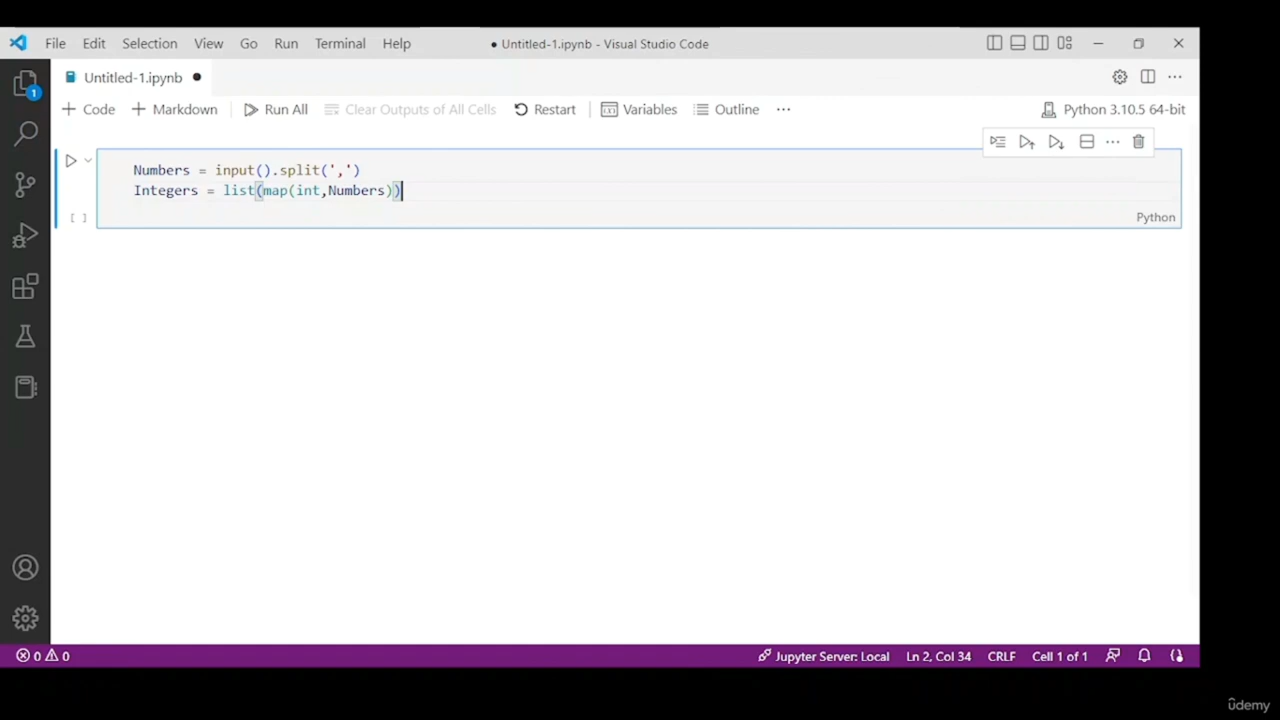 File Edit Selection View Go Run Terminal Help
● Untitled-1.ipynb - Visual Studio Code
1
Untitled-1.ipynb ●
+ Code + Markdown Run All Clear Outputs of All Cells Restart Variables Outline ...
Python 3.10.5 64-bit
Numbers = input().split(',')
Integers = list(map(int,Numbers))
[ ]
Python
0 0
Jupyter Server: Local Ln 2, Col 34 CRLF Cell 1 of 1
ûdemy